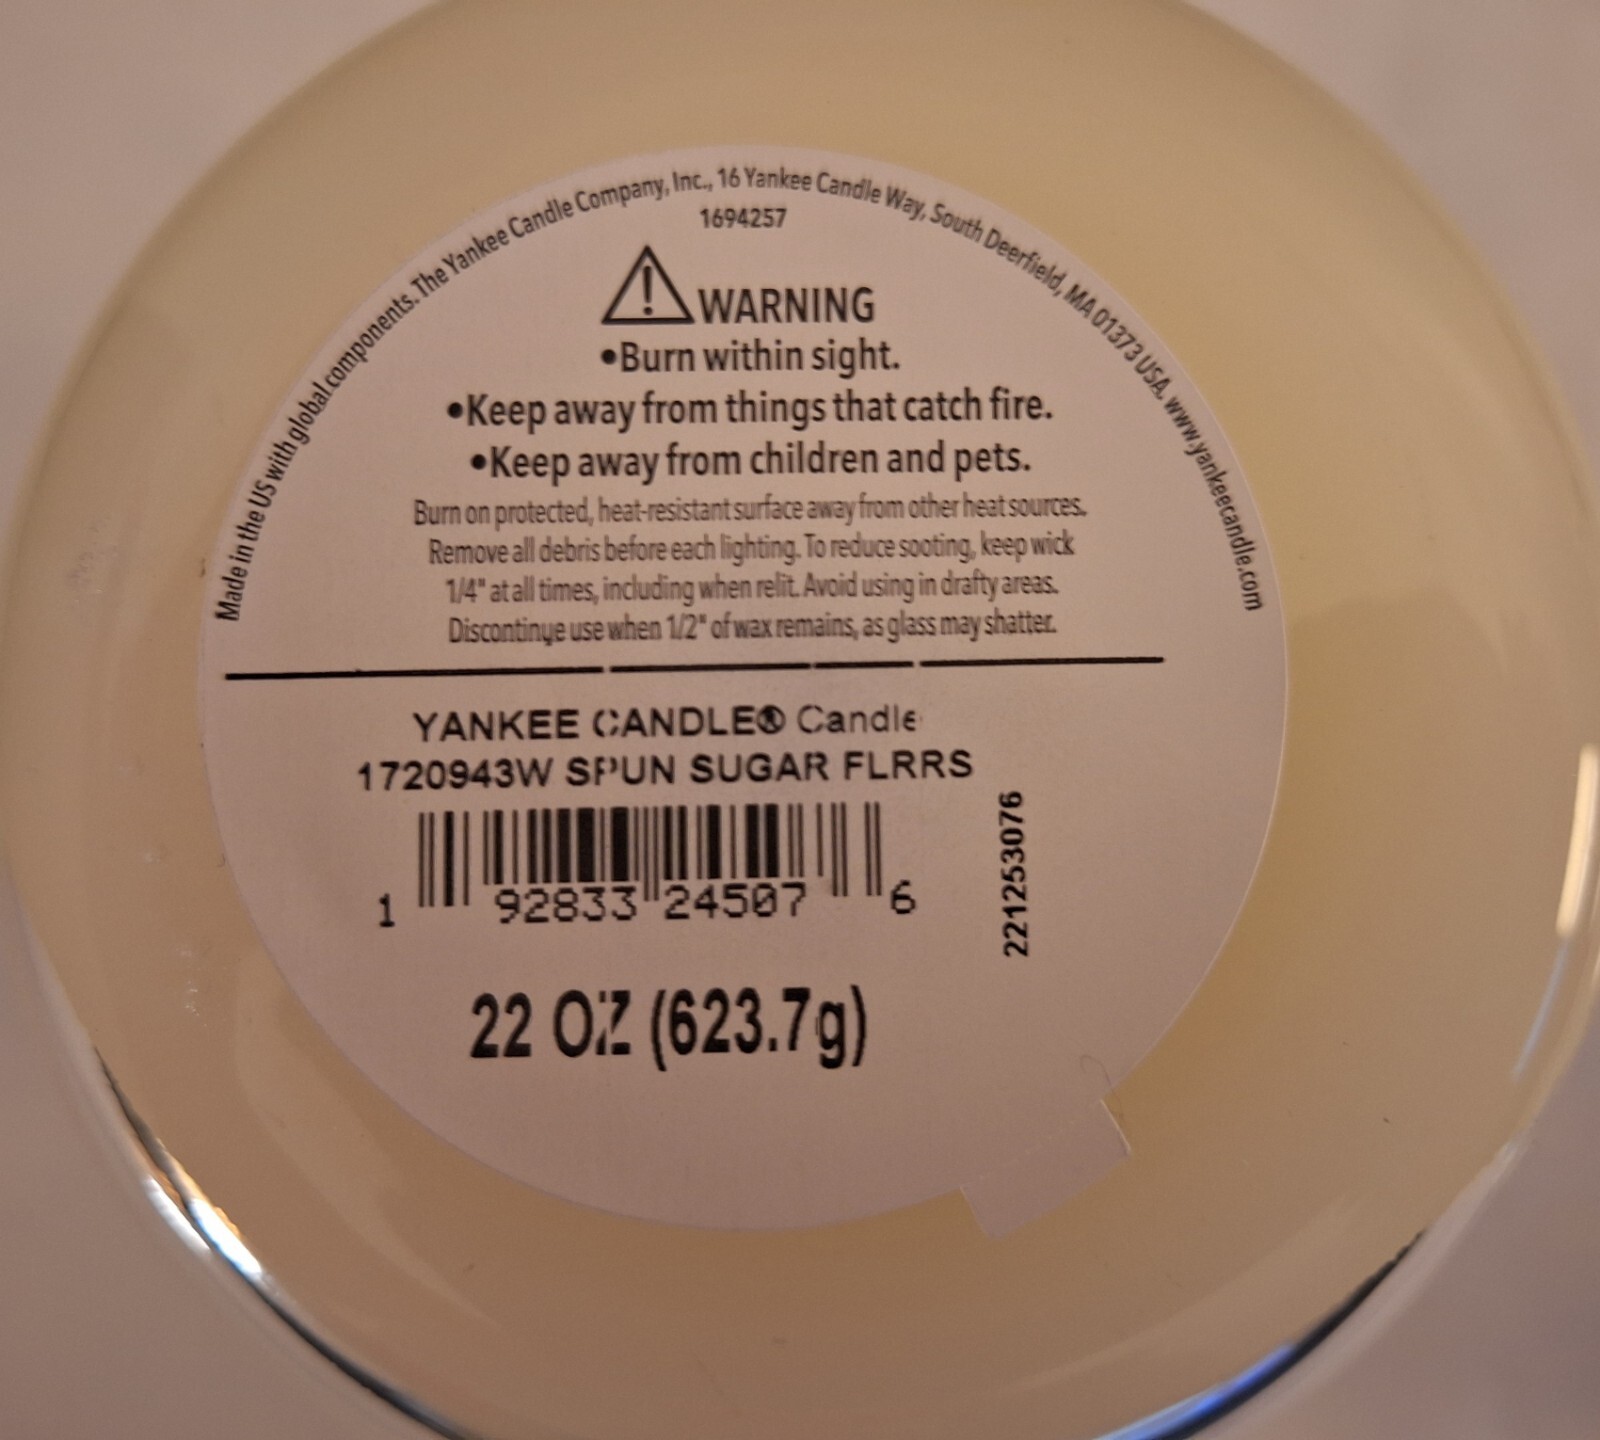 Made in the US with global components. The Yankee Candle Company, Inc., 16 Yankee Candle Way, South Deerfield, MA 01373 USA. www.yankeecandle.com
1694257
WARNING
•Burn within sight.
•Keep away from things that catch fire.
•Keep away from children and pets.
Burn on protected, heat-resistant surface away from other heat sources.
Remove all debris before each lighting. To reduce sooting, keep wick
1/4" at all times, including when relit. Avoid using in drafty areas.
Discontinue use when 1/2" of wax remains, as glass may shatter.
YANKEE CANDLE® Candle
1720943W SPUN SUGAR FLRRS
1 92833 24507 6
221253076
22 OZ (623.7g)